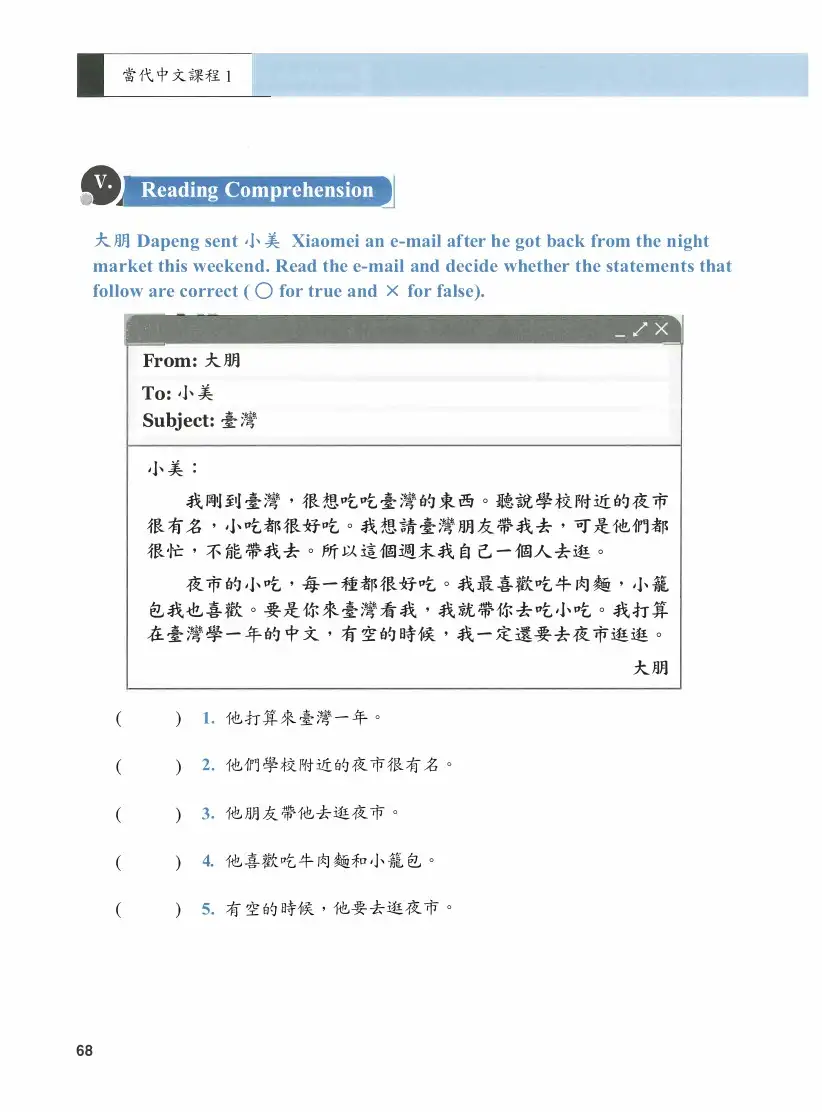 當代中文課程 1
V. Reading Comprehension
大朋 Dapeng sent 小美 Xiaomei an e-mail after he got back from the night
market this weekend. Read the e-mail and decide whether the statements that
follow are correct ( ○ for true and × for false).
From: 大朋
To: 小美
Subject: 臺灣
小美：
我剛到臺灣，很想吃吃臺灣的東西。聽說學校附近的夜市
很有名，小吃都很好吃。我想請臺灣朋友帶我去，可是他們都
很忙，不能帶我去。所以這個週末我自己一個人去逛。
夜市的小吃，每一種都很好吃。我最喜歡吃牛肉麵，小籠
包我也喜歡。要是你來臺灣看我，我就帶你去吃小吃。我打算
在臺灣學一年的中文，有空的時候，我一定還要去夜市逛逛。
大朋
( ) 1. 他打算來臺灣一年。
( ) 2. 他們學校附近的夜市很有名。
( ) 3. 他朋友帶他去逛夜市。
( ) 4. 他喜歡吃牛肉麵和小籠包。
( ) 5. 有空的時候，他要去逛夜市。
68